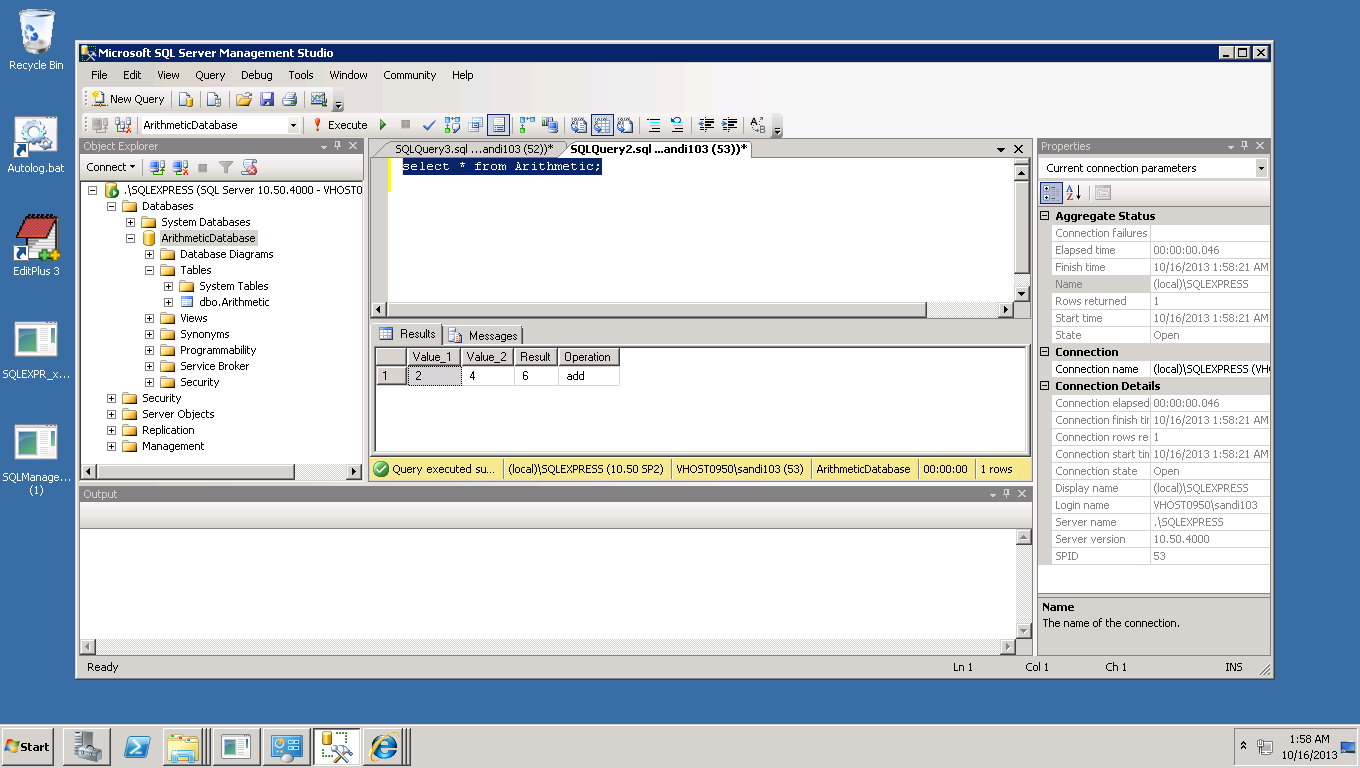 Recycle Bin
Autolog.bat
EditPlus 3
SQLEXPR_x...
SQLManage...
(1)
Microsoft SQL Server Management Studio
File Edit View Query Debug Tools Window Community Help
New Query
ArithmeticDatabase Execute
Object Explorer
Connect
.\SQLEXPRESS (SQL Server 10.50.4000 - VHOST0
Databases
System Databases
ArithmeticDatabase
Database Diagrams
Tables
System Tables
dbo.Arithmetic
Views
Synonyms
Programmability
Service Broker
Security
Security
Server Objects
Replication
Management
SQLQuery3.sql ...andi103 (52))* SQLQuery2.sql ...andi103 (53))*
select * from Arithmetic;
Results Messages
Value_1 Value_2 Result Operation
1 2 4 6 add
Query executed su... (local)\SQLEXPRESS (10.50 SP2) VHOST0950\sandi103 (53) ArithmeticDatabase 00:00:00 1 rows
Properties
Current connection parameters
Aggregate Status
Connection failures
Elapsed time 00:00:00.046
Finish time 10/16/2013 1:58:21 AM
Name (local)\SQLEXPRESS
Rows returned 1
Start time 10/16/2013 1:58:21 AM
State Open
Connection
Connection name (local)\SQLEXPRESS (VH
Connection Details
Connection elapsed 00:00:00.046
Connection finish tir 10/16/2013 1:58:21 AM
Connection rows re 1
Connection start tin 10/16/2013 1:58:21 AM
Connection state Open
Display name (local)\SQLEXPRESS
Login name VHOST0950\sandi103
Server name .\SQLEXPRESS
Server version 10.50.4000
SPID 53
Name
The name of the connection.
Output
Ready Ln 1 Col 1 Ch 1 INS
Start
1:58 AM
10/16/2013